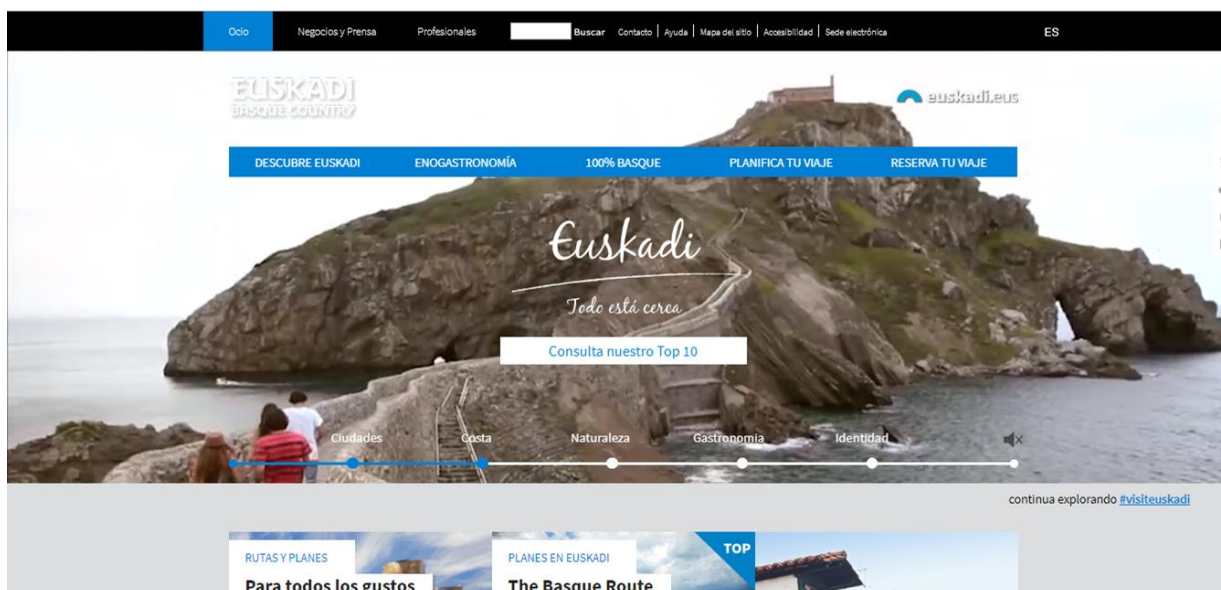 Ocio Negocios y Prensa Profesionales Buscar Contacto | Ayuda | Mapa del sitio | Accesibilidad | Sede electrónica ES
EUSKADI
BASQUE COUNTRY
euskadi.eus
DESCUBRE EUSKADI ENOGASTRONOMÍA 100% BASQUE PLANIFICA TU VIAJE RESERVA TU VIAJE
Euskadi
Todo está cerca
Consulta nuestro Top 10
Ciudades Costa Naturaleza Gastronomia Identidad
continua explorando #visiteuskadi
RUTAS Y PLANES
Para todos los gustos
PLANES EN EUSKADI
TOP
The Basque Route